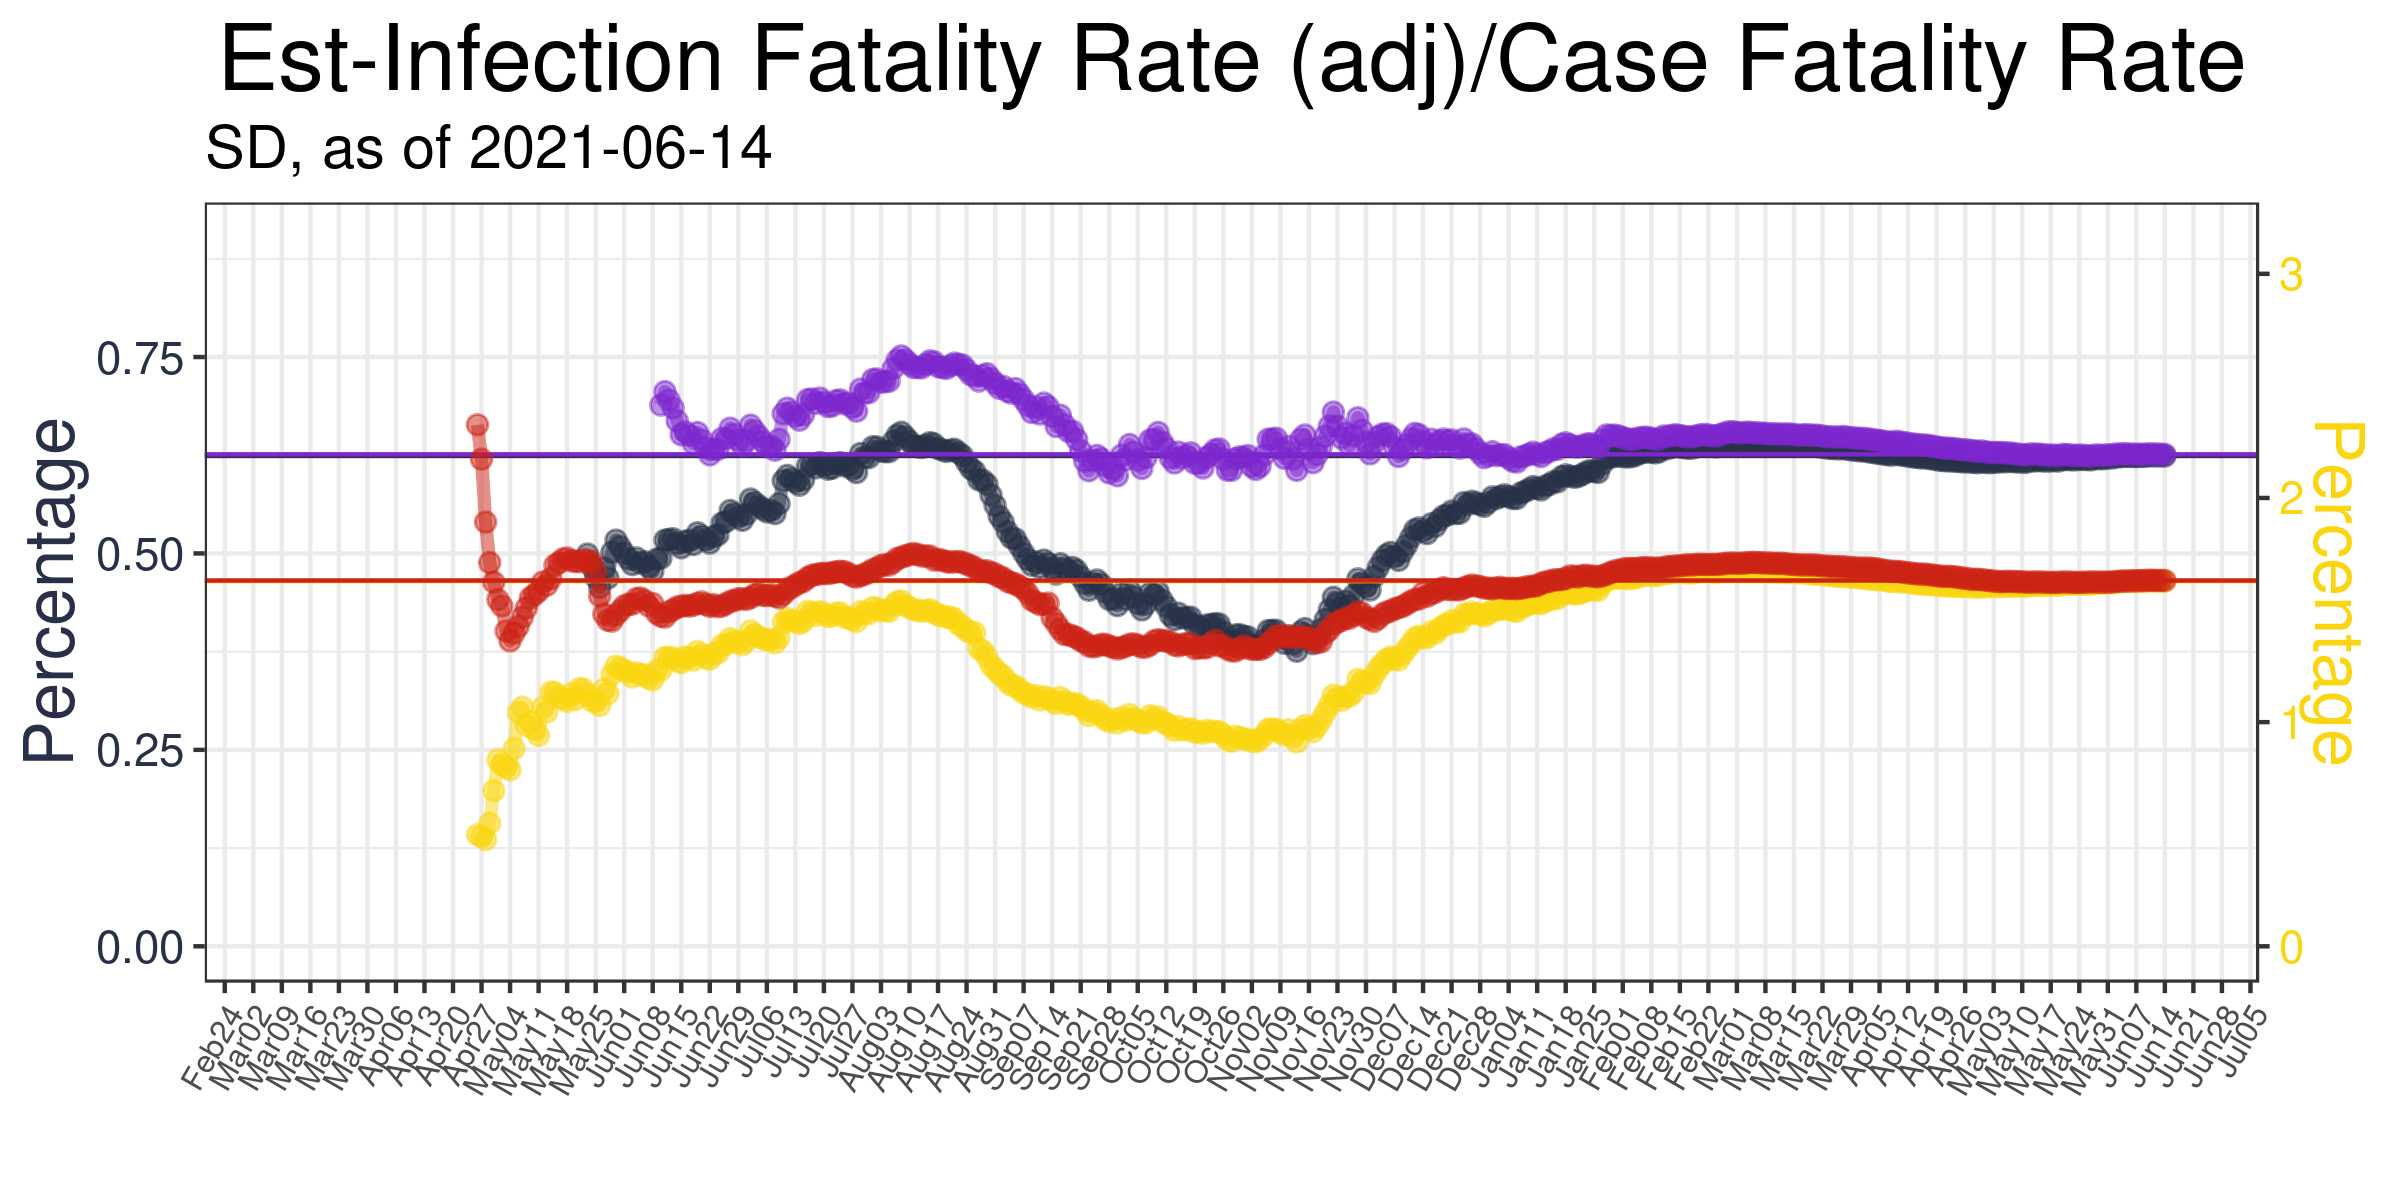 Est-Infection Fatality Rate (adj)/Case Fatality Rate
SD, as of 2021-06-14
Percentage
0.75
0.50
0.25
0.00
3
2
1
0
Percentage
Feb24
Mar02
Mar09
Mar16
Mar23
Mar30
Apr06
Apr13
Apr20
Apr27
May04
May11
May18
May25
Jun01
Jun08
Jun15
Jun22
Jun29
Jul06
Jul13
Jul20
Jul27
Aug03
Aug10
Aug17
Aug24
Aug31
Sep07
Sep14
Sep21
Sep28
Oct05
Oct12
Oct19
Oct26
Nov02
Nov09
Nov16
Nov23
Nov30
Dec07
Dec14
Dec21
Dec28
Jan04
Jan11
Jan18
Jan25
Feb01
Feb08
Feb15
Feb22
Mar01
Mar08
Mar15
Mar22
Mar29
Apr05
Apr12
Apr19
Apr26
May03
May10
May17
May24
May31
Jun07
Jun14
Jun21
Jun28
Jul05